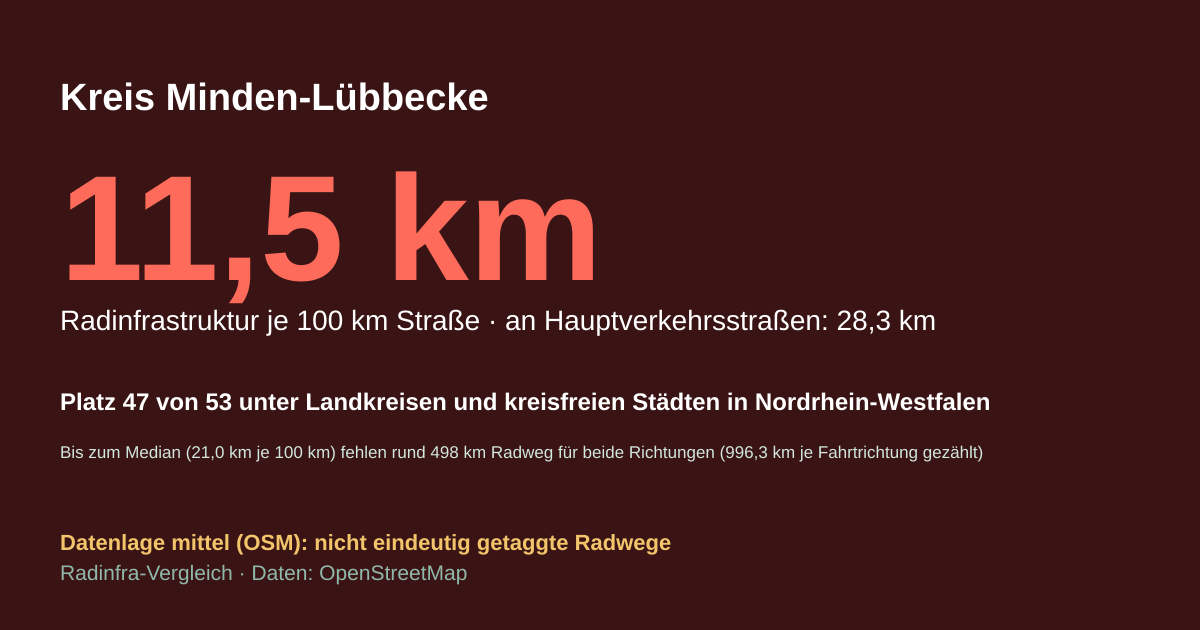 Kreis Minden-Lübbecke
11,5 km
Radinfrastruktur je 100 km Straße · an Hauptverkehrsstraßen: 28,3 km
Platz 47 von 53 unter Landkreisen und kreisfreien Städten in Nordrhein-Westfalen
Bis zum Median (21,0 km je 100 km) fehlen rund 498 km Radweg für beide Richtungen (996,3 km je Fahrtrichtung gezählt)
Datenlage mittel (OSM): nicht eindeutig getaggte Radwege
Radinfra-Vergleich · Daten: OpenStreetMap